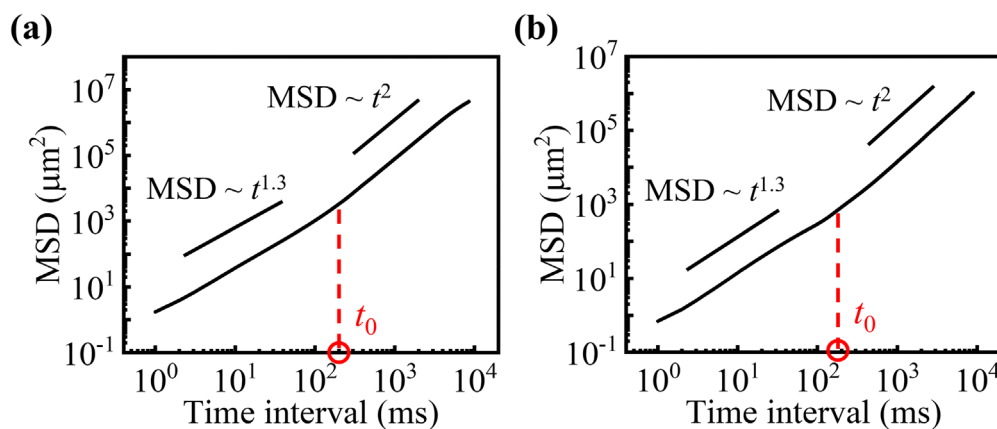 (a)
MSD (μm²)
10⁷
10⁵
10³
10¹
10⁻¹
MSD ~ t²
MSD ~ t¹·³
t₀
10⁰ 10¹ 10² 10³ 10⁴
Time interval (ms)
(b)
MSD (μm²)
10⁷
10⁵
10³
10¹
10⁻¹
MSD ~ t²
MSD ~ t¹·³
t₀
10⁰ 10¹ 10² 10³ 10⁴
Time interval (ms)